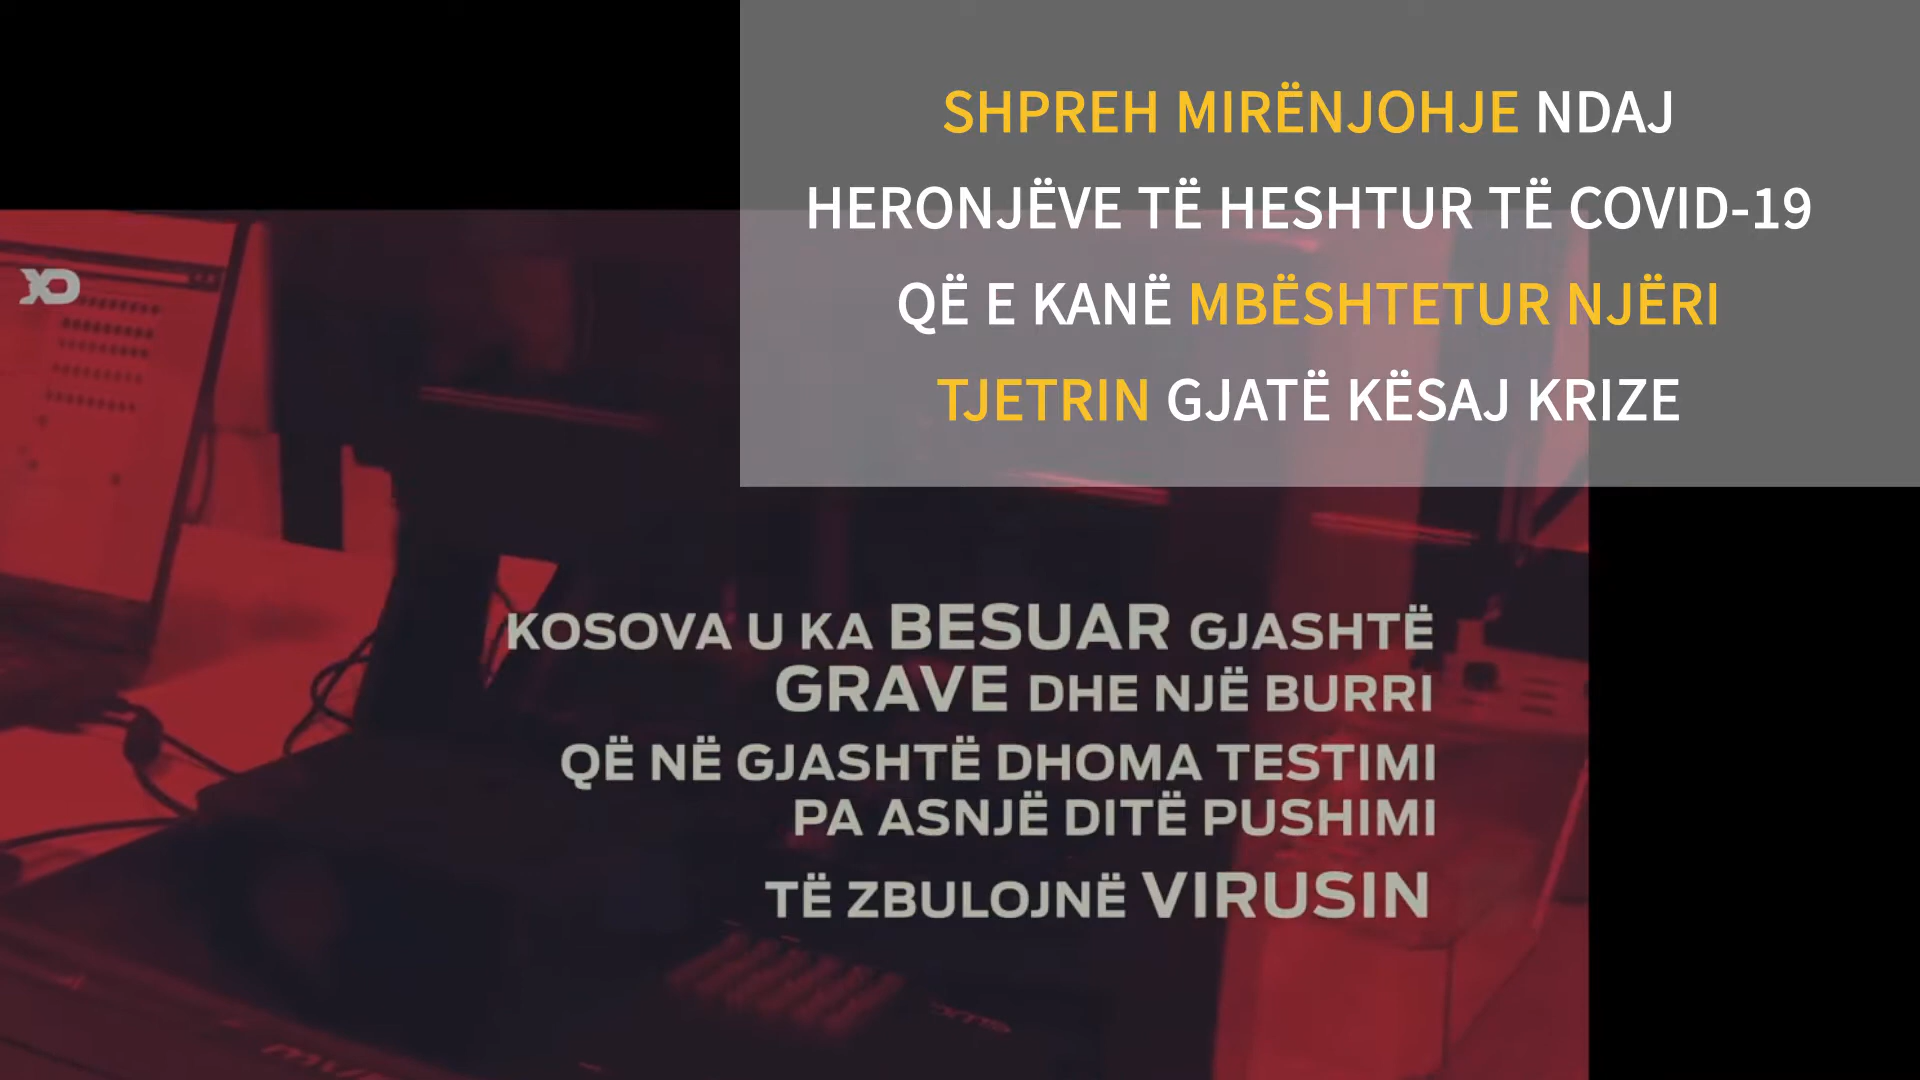 SHPREH MIRËNJOHJE NDAJ
HERONJËVE TË HESHTUR TË COVID-19
QË E KANË MBËSHTETUR NJËRI
TJETRIN GJATË KËSAJ KRIZE
XD
KOSOVA U KA BESUAR GJASHTË
GRAVE DHE NJË BURRI
QË NË GJASHTË DHOMA TESTIMI
PA ASNJË DITË PUSHIMI
TË ZBULOJNË VIRUSIN